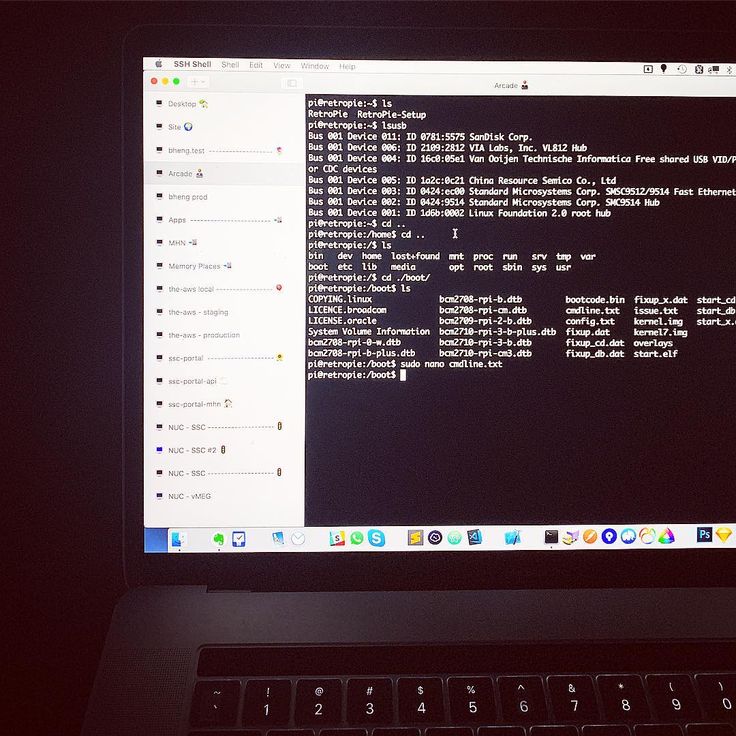 SSH Shell Shell Edit View Window Help
Arcade
Desktop
Site
bheng.test
Arcade
bheng prod
Apps
MHN
Memory Places
the-aws local
the-aws - staging
the-aws - production
ssc-portal
ssc-portal-api
ssc-portal-mhn
NUC - SSC
NUC - SSC #2
NUC - SSC
NUC - vMEG
pi@retropie:~$ ls
RetroPie RetroPie-Setup
pi@retropie:~$ lsusb
Bus 001 Device 011: ID 0781:5575 SanDisk Corp.
Bus 001 Device 006: ID 2109:2812 VIA Labs, Inc. VL812 Hub
Bus 001 Device 004: ID 16c0:05e1 Van Ooijen Technische Informatica Free shared USB VID/P
or CDC devices
Bus 001 Device 005: ID 1a2c:0c21 China Resource Semico Co., Ltd
Bus 001 Device 003: ID 0424:ec00 Standard Microsystems Corp. SMSC9512/9514 Fast Ethernet
Bus 001 Device 002: ID 0424:9514 Standard Microsystems Corp. SMC9514 Hub
Bus 001 Device 001: ID 1d6b:0002 Linux Foundation 2.0 root hub
pi@retropie:~$ cd ..
pi@retropie:/home$ cd ..
pi@retropie:/$ ls
bin dev home lost+found mnt proc run srv tmp var
boot etc lib media opt root sbin sys usr
pi@retropie:/$ cd ./boot/
pi@retropie:/boot$ ls
COPYING.linux bcm2708-rpi-b.dtb bootcode.bin fixup_x.dat start_cd
LICENCE.broadcom bcm2708-rpi-cm.dtb cmdline.txt issue.txt start_db
LICENSE.oracle bcm2709-rpi-2-b.dtb config.txt kernel.img start_x.
System Volume Information bcm2710-rpi-3-b-plus.dtb fixup.dat kernel7.img
bcm2708-rpi-0-w.dtb bcm2710-rpi-3-b.dtb fixup_cd.dat overlays
bcm2708-rpi-b-plus.dtb bcm2710-rpi-cm3.dtb fixup_db.dat start.elf
pi@retropie:/boot$ sudo nano cmdline.txt
pi@retropie:/boot$
Ps
~ ! @ # $ % ^ & * ( )
` 1 2 3 4 5 6 7 8 9 0